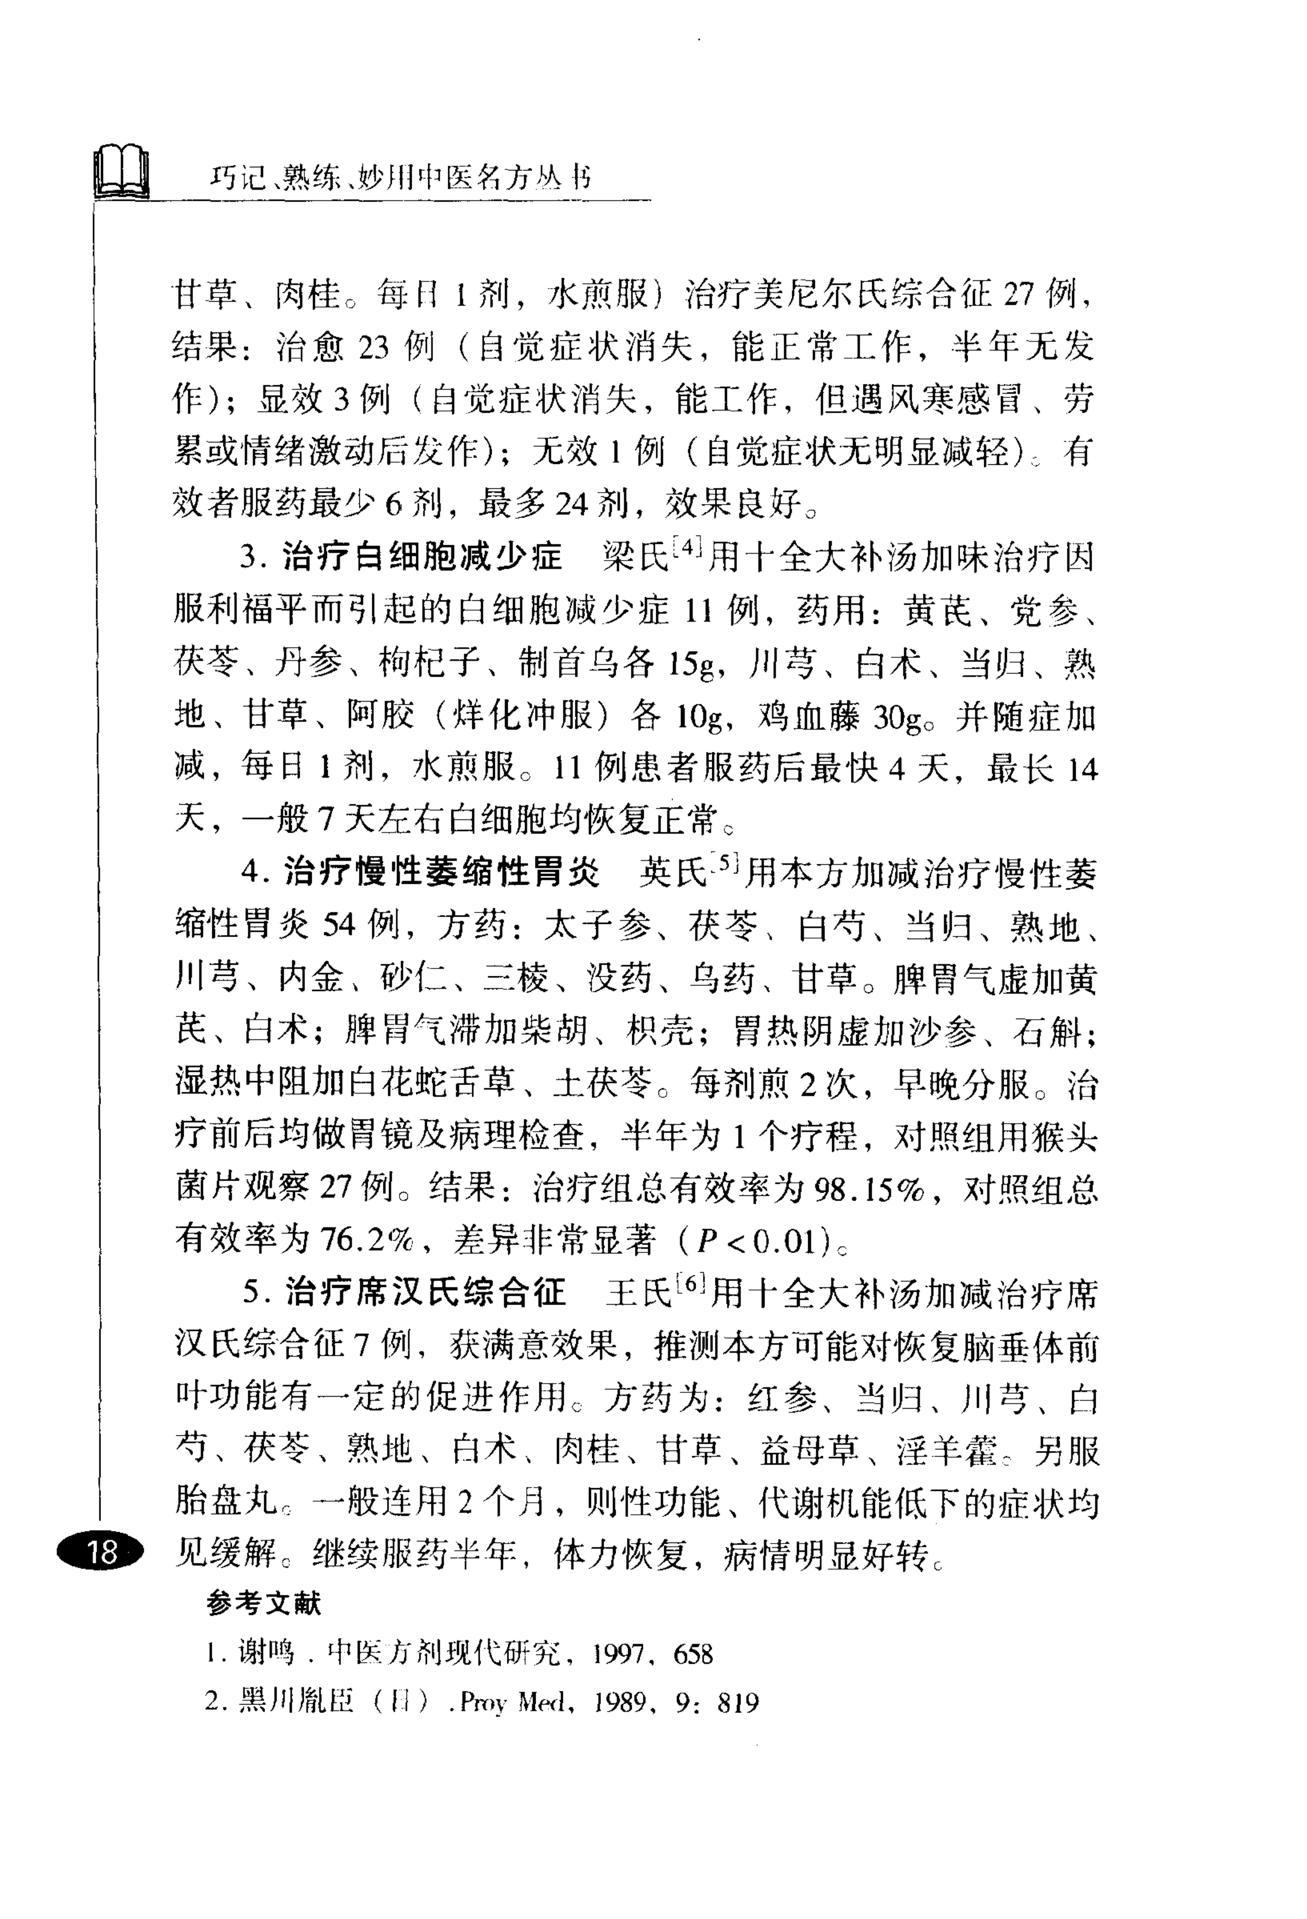 巧记、熟练、妙用中医名方丛书
甘草、肉桂。每日 1 剂，水煎服）治疗美尼尔氏综合征 27 例，
结果：治愈 23 例（自觉症状消失，能正常工作，半年无发
作）；显效 3 例（自觉症状消失，能工作，但遇风寒感冒、劳
累或情绪激动后发作）；无效 1 例（自觉症状无明显减轻）。有
效者服药最少 6 剂，最多 24 剂，效果良好。
3. 治疗白细胞减少症　梁氏[4]用十全大补汤加味治疗因
服利福平而引起的白细胞减少症 11 例，药用：黄芪、党参、
茯苓、丹参、枸杞子、制首乌各 15g，川芎、白术、当归、熟
地、甘草、阿胶（烊化冲服）各 10g，鸡血藤 30g。并随症加
减，每日 1 剂，水煎服。11 例患者服药后最快 4 天，最长 14
天，一般 7 天左右白细胞均恢复正常。
4. 治疗慢性萎缩性胃炎　英氏[5]用本方加减治疗慢性萎
缩性胃炎 54 例，方药：太子参、茯苓、白芍、当归、熟地、
川芎、内金、砂仁、三棱、没药、乌药、甘草。脾胃气虚加黄
芪、白术；脾胃气滞加柴胡、枳壳；胃热阴虚加沙参、石斛；
湿热中阻加白花蛇舌草、土茯苓。每剂煎 2 次，早晚分服。治
疗前后均做胃镜及病理检查，半年为 1 个疗程，对照组用猴头
菌片观察 27 例。结果：治疗组总有效率为 98.15%，对照组总
有效率为 76.2%，差异非常显著（P<0.01）。
5. 治疗席汉氏综合征　王氏[6]用十全大补汤加减治疗席
汉氏综合征 7 例，获满意效果，推测本方可能对恢复脑垂体前
叶功能有一定的促进作用。方药为：红参、当归、川芎、白
芍、茯苓、熟地、白术、肉桂、甘草、益母草、淫羊藿。另服
胎盘丸。一般连用 2 个月，则性功能、代谢机能低下的症状均
见缓解。继续服药半年，体力恢复，病情明显好转。
18
参考文献
1. 谢鸣．中医方剂现代研究，1997，658
2. 黑川胤臣（日）.Proy Med，1989，9：819